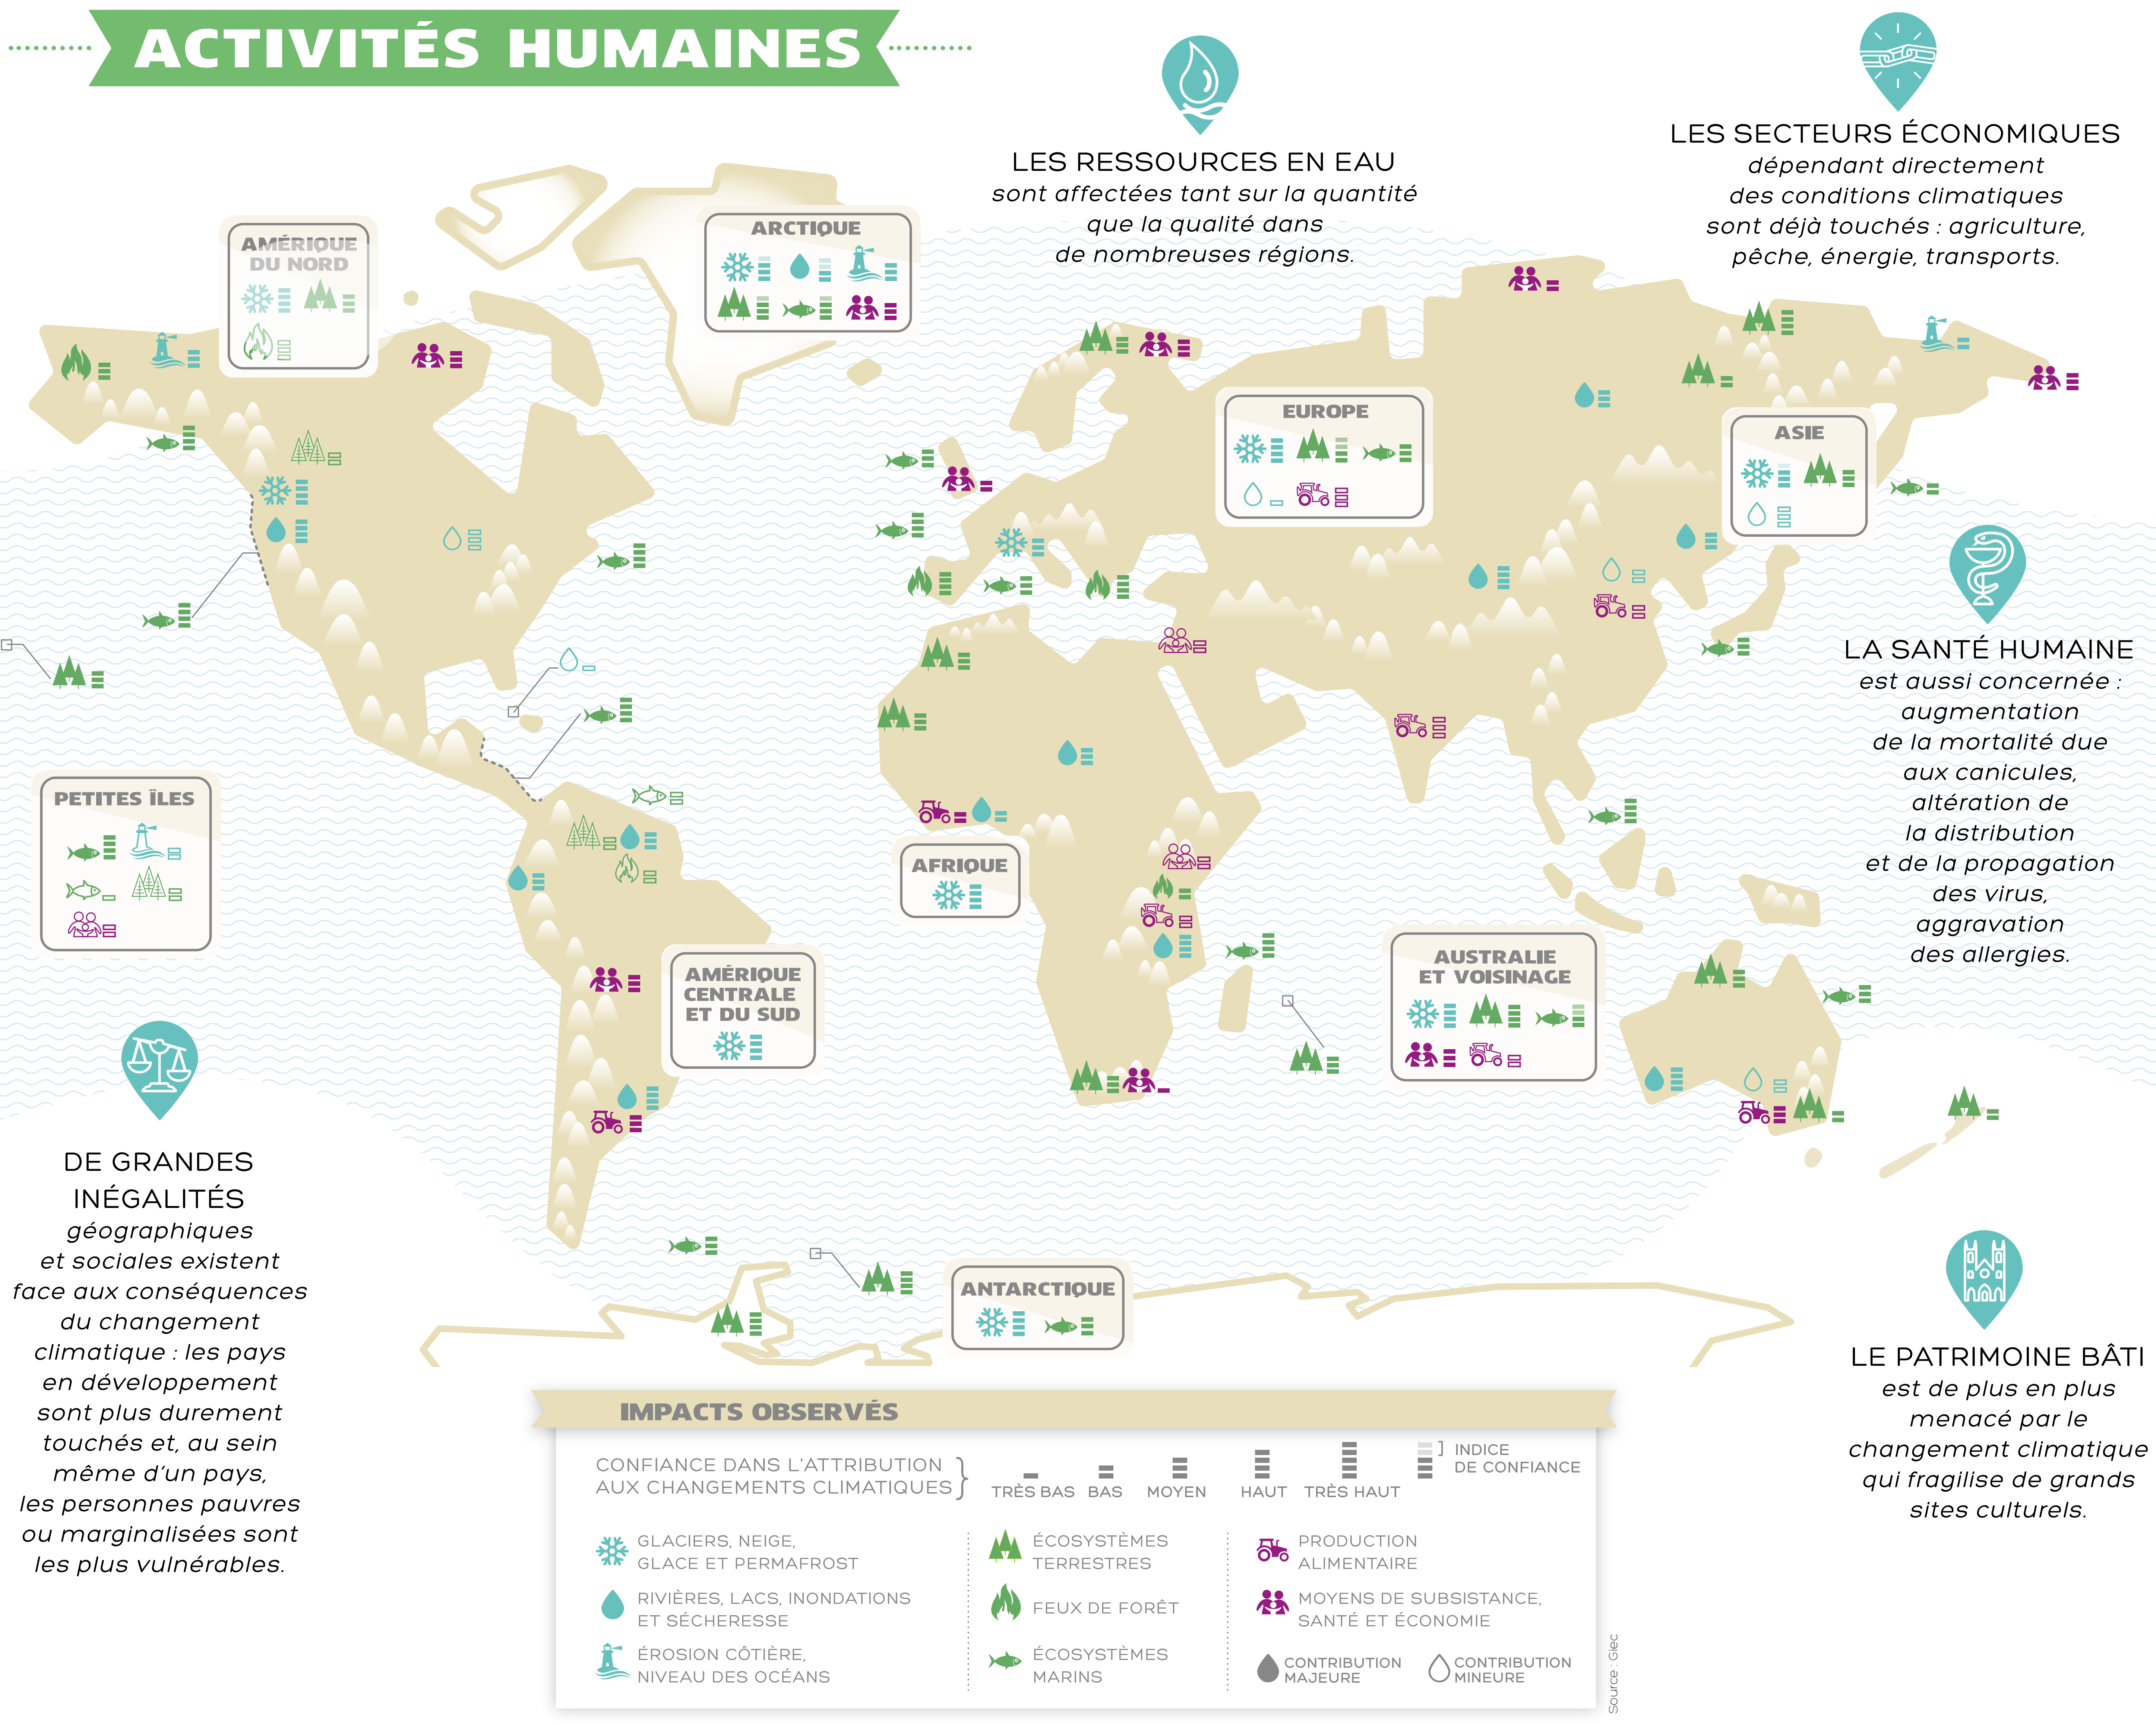 ACTIVITÉS HUMAINES
LES RESSOURCES EN EAU
sont affectées tant sur la quantité
que la qualité dans
de nombreuses régions.
LES SECTEURS ÉCONOMIQUES
dépendant directement
des conditions climatiques
sont déjà touchés : agriculture,
pêche, énergie, transports.
AMÉRIQUE
DU NORD
ARCTIQUE
EUROPE
ASIE
LA SANTÉ HUMAINE
est aussi concernée :
augmentation
de la mortalité due
aux canicules,
altération de
la distribution
et de la propagation
des virus,
aggravation
des allergies.
PETITES ÎLES
AFRIQUE
AMÉRIQUE
CENTRALE
ET DU SUD
AUSTRALIE
ET VOISINAGE
DE GRANDES
INÉGALITÉS
géographiques
et sociales existent
face aux conséquences
du changement
climatique : les pays
en développement
sont plus durement
touchés et, au sein
même d'un pays,
les personnes pauvres
ou marginalisées sont
les plus vulnérables.
ANTARCTIQUE
LE PATRIMOINE BÂTI
est de plus en plus
menacé par le
changement climatique
qui fragilise de grands
sites culturels.
IMPACTS OBSERVÉS
CONFIANCE DANS L'ATTRIBUTION
AUX CHANGEMENTS CLIMATIQUES
TRÈS BAS
BAS
MOYEN
HAUT
TRÈS HAUT
INDICE
DE CONFIANCE
GLACIERS, NEIGE,
GLACE ET PERMAFROST
RIVIÈRES, LACS, INONDATIONS
ET SÉCHERESSE
ÉROSION CÔTIÈRE,
NIVEAU DES OCÉANS
ÉCOSYSTÈMES
TERRESTRES
FEUX DE FORÊT
ÉCOSYSTÈMES
MARINS
PRODUCTION
ALIMENTAIRE
MOYENS DE SUBSISTANCE,
SANTÉ ET ÉCONOMIE
CONTRIBUTION
MAJEURE
CONTRIBUTION
MINEURE
Source : Giec